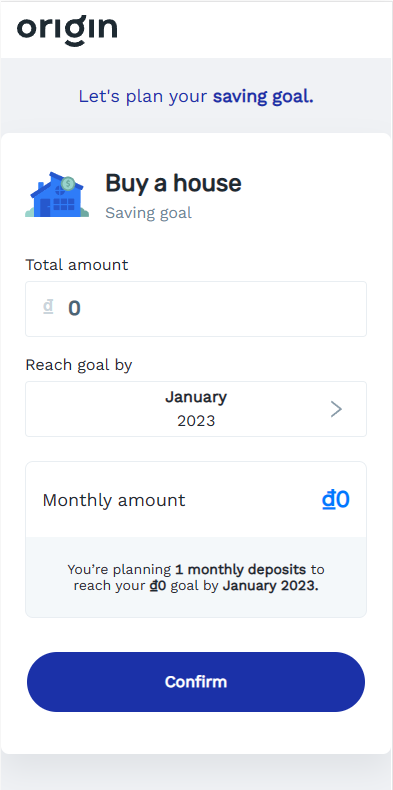 origin
Let's plan your saving goal.
$
Buy a house
Saving goal
Total amount
₫ 0
Reach goal by
January
2023
Monthly amount
₫0
You're planning 1 monthly deposits to
reach your ₫0 goal by January 2023.
Confirm